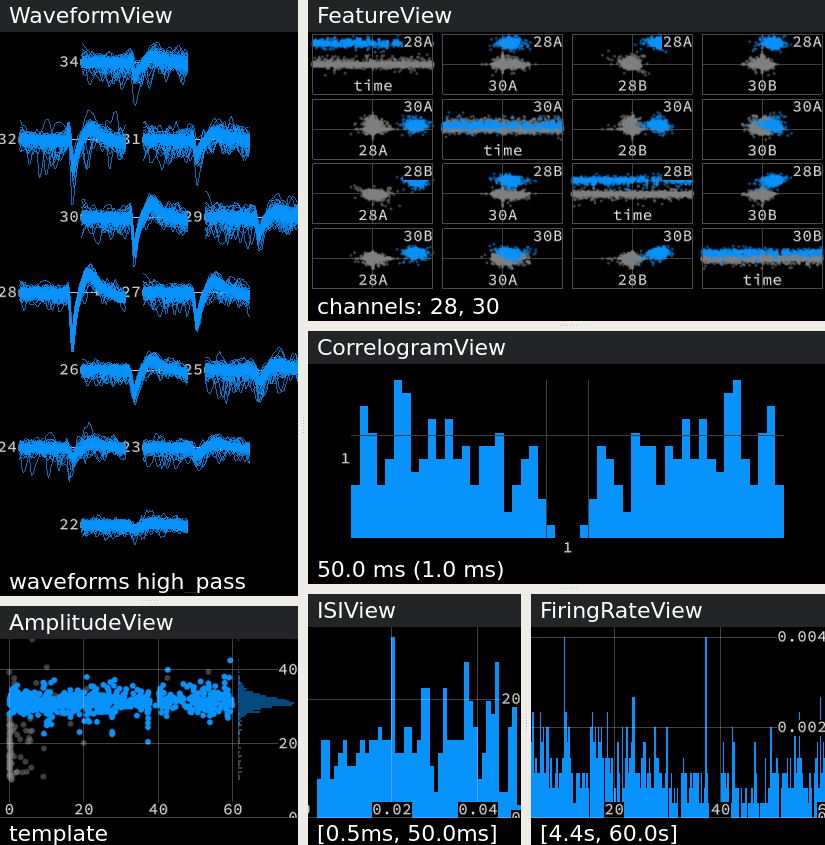 WaveformView
34
32 31
30 29
28 27
26 25
24 23
22
waveforms high_pass
FeatureView
28A 28A 28A 28A
time 30A 28B 30B
30A 30A 30A 30A
28A time 28B 30B
28B 28B 28B 28B
28A 30A time 30B
30B 30B 30B 30B
28A 30A 28B time
channels: 28, 30
CorrelogramView
1
1
50.0 ms (1.0 ms)
AmplitudeView
40
20
0 20 40 60
template
ISIView
20
0.02 0.04
[0.5ms, 50.0ms]
FiringRateView
0.004
0.002
20 40
[4.4s, 60.0s]